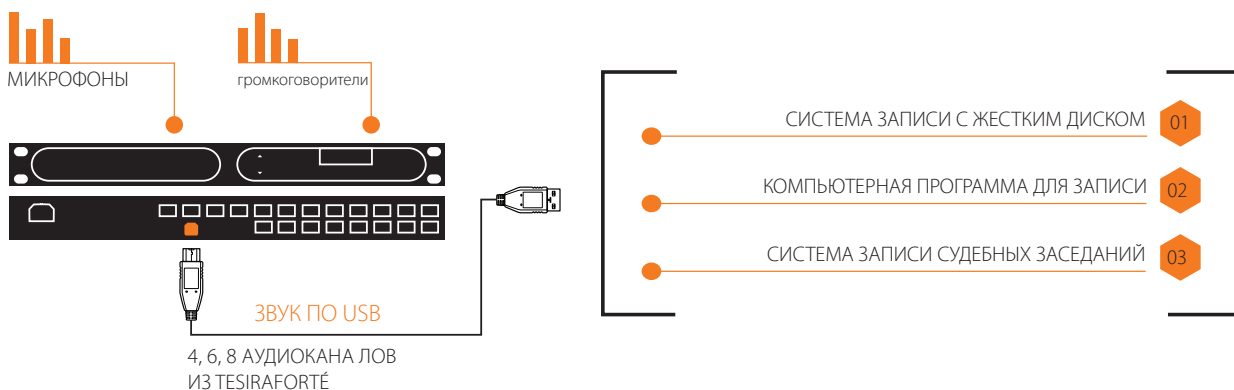 МИКРОФОНЫ
громкоговорители
ЗВУК ПО USB
4, 6, 8 АУДИОКАНА ЛОВ
ИЗ TESIRAFORTÉ
СИСТЕМА ЗАПИСИ С ЖЕСТКИМ ДИСКОМ 01
КОМПЬЮТЕРНАЯ ПРОГРАММА ДЛЯ ЗАПИСИ 02
СИСТЕМА ЗАПИСИ СУДЕБНЫХ ЗАСЕДАНИЙ 03